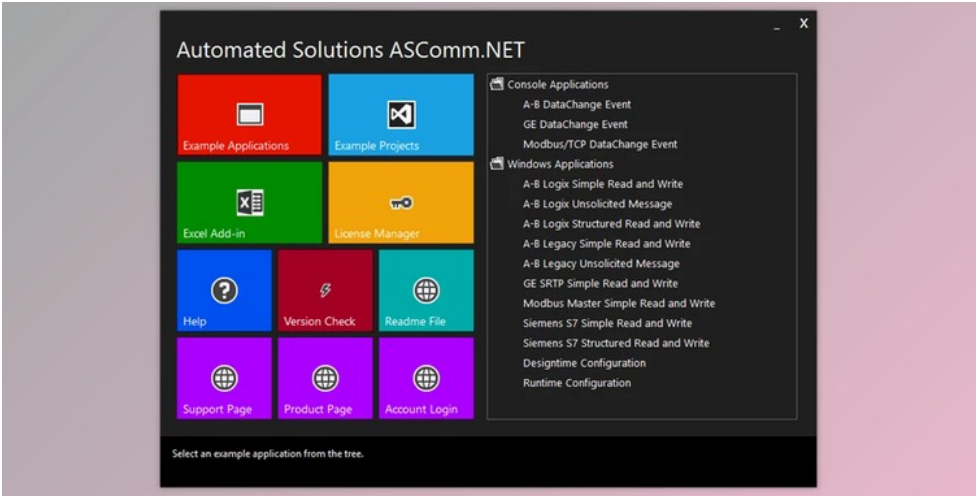 _ X
Automated Solutions ASComm.NET
Example Applications
Example Projects
Excel Add-in
License Manager
Help
Version Check
Readme File
Support Page
Product Page
Account Login
Console Applications
A-B DataChange Event
GE DataChange Event
Modbus/TCP DataChange Event
Windows Applications
A-B Logix Simple Read and Write
A-B Logix Unsolicited Message
A-B Logix Structured Read and Write
A-B Legacy Simple Read and Write
A-B Legacy Unsolicited Message
GE SRTP Simple Read and Write
Modbus Master Simple Read and Write
Siemens S7 Simple Read and Write
Siemens S7 Structured Read and Write
Designtime Configuration
Runtime Configuration
Select an example application from the tree.